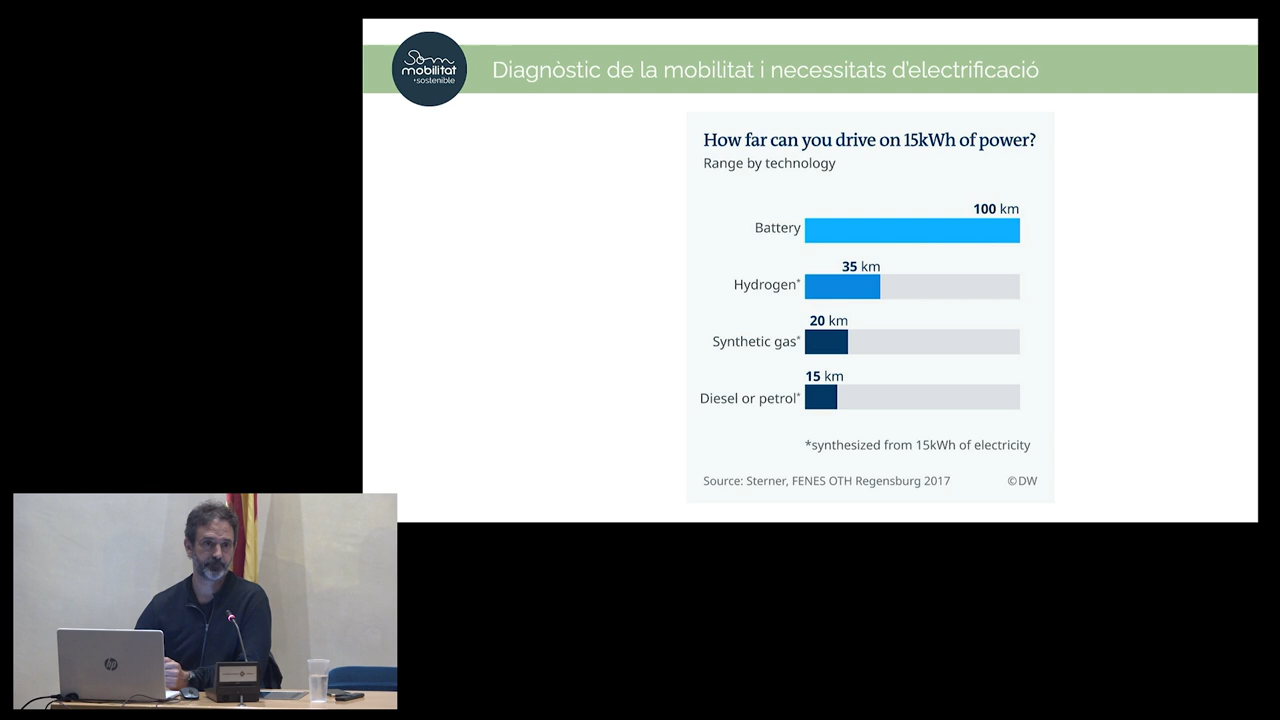 Som
mobilitat
+sostenible
Diagnòstic de la mobilitat i necessitats d'electrificació
How far can you drive on 15kWh of power?
Range by technology
100 km
Battery
35 km
Hydrogen*
20 km
Synthetic gas*
15 km
Diesel or petrol*
*synthesized from 15kWh of electricity
Source: Sterner, FENES OTH Regensburg 2017 ©DW
hp